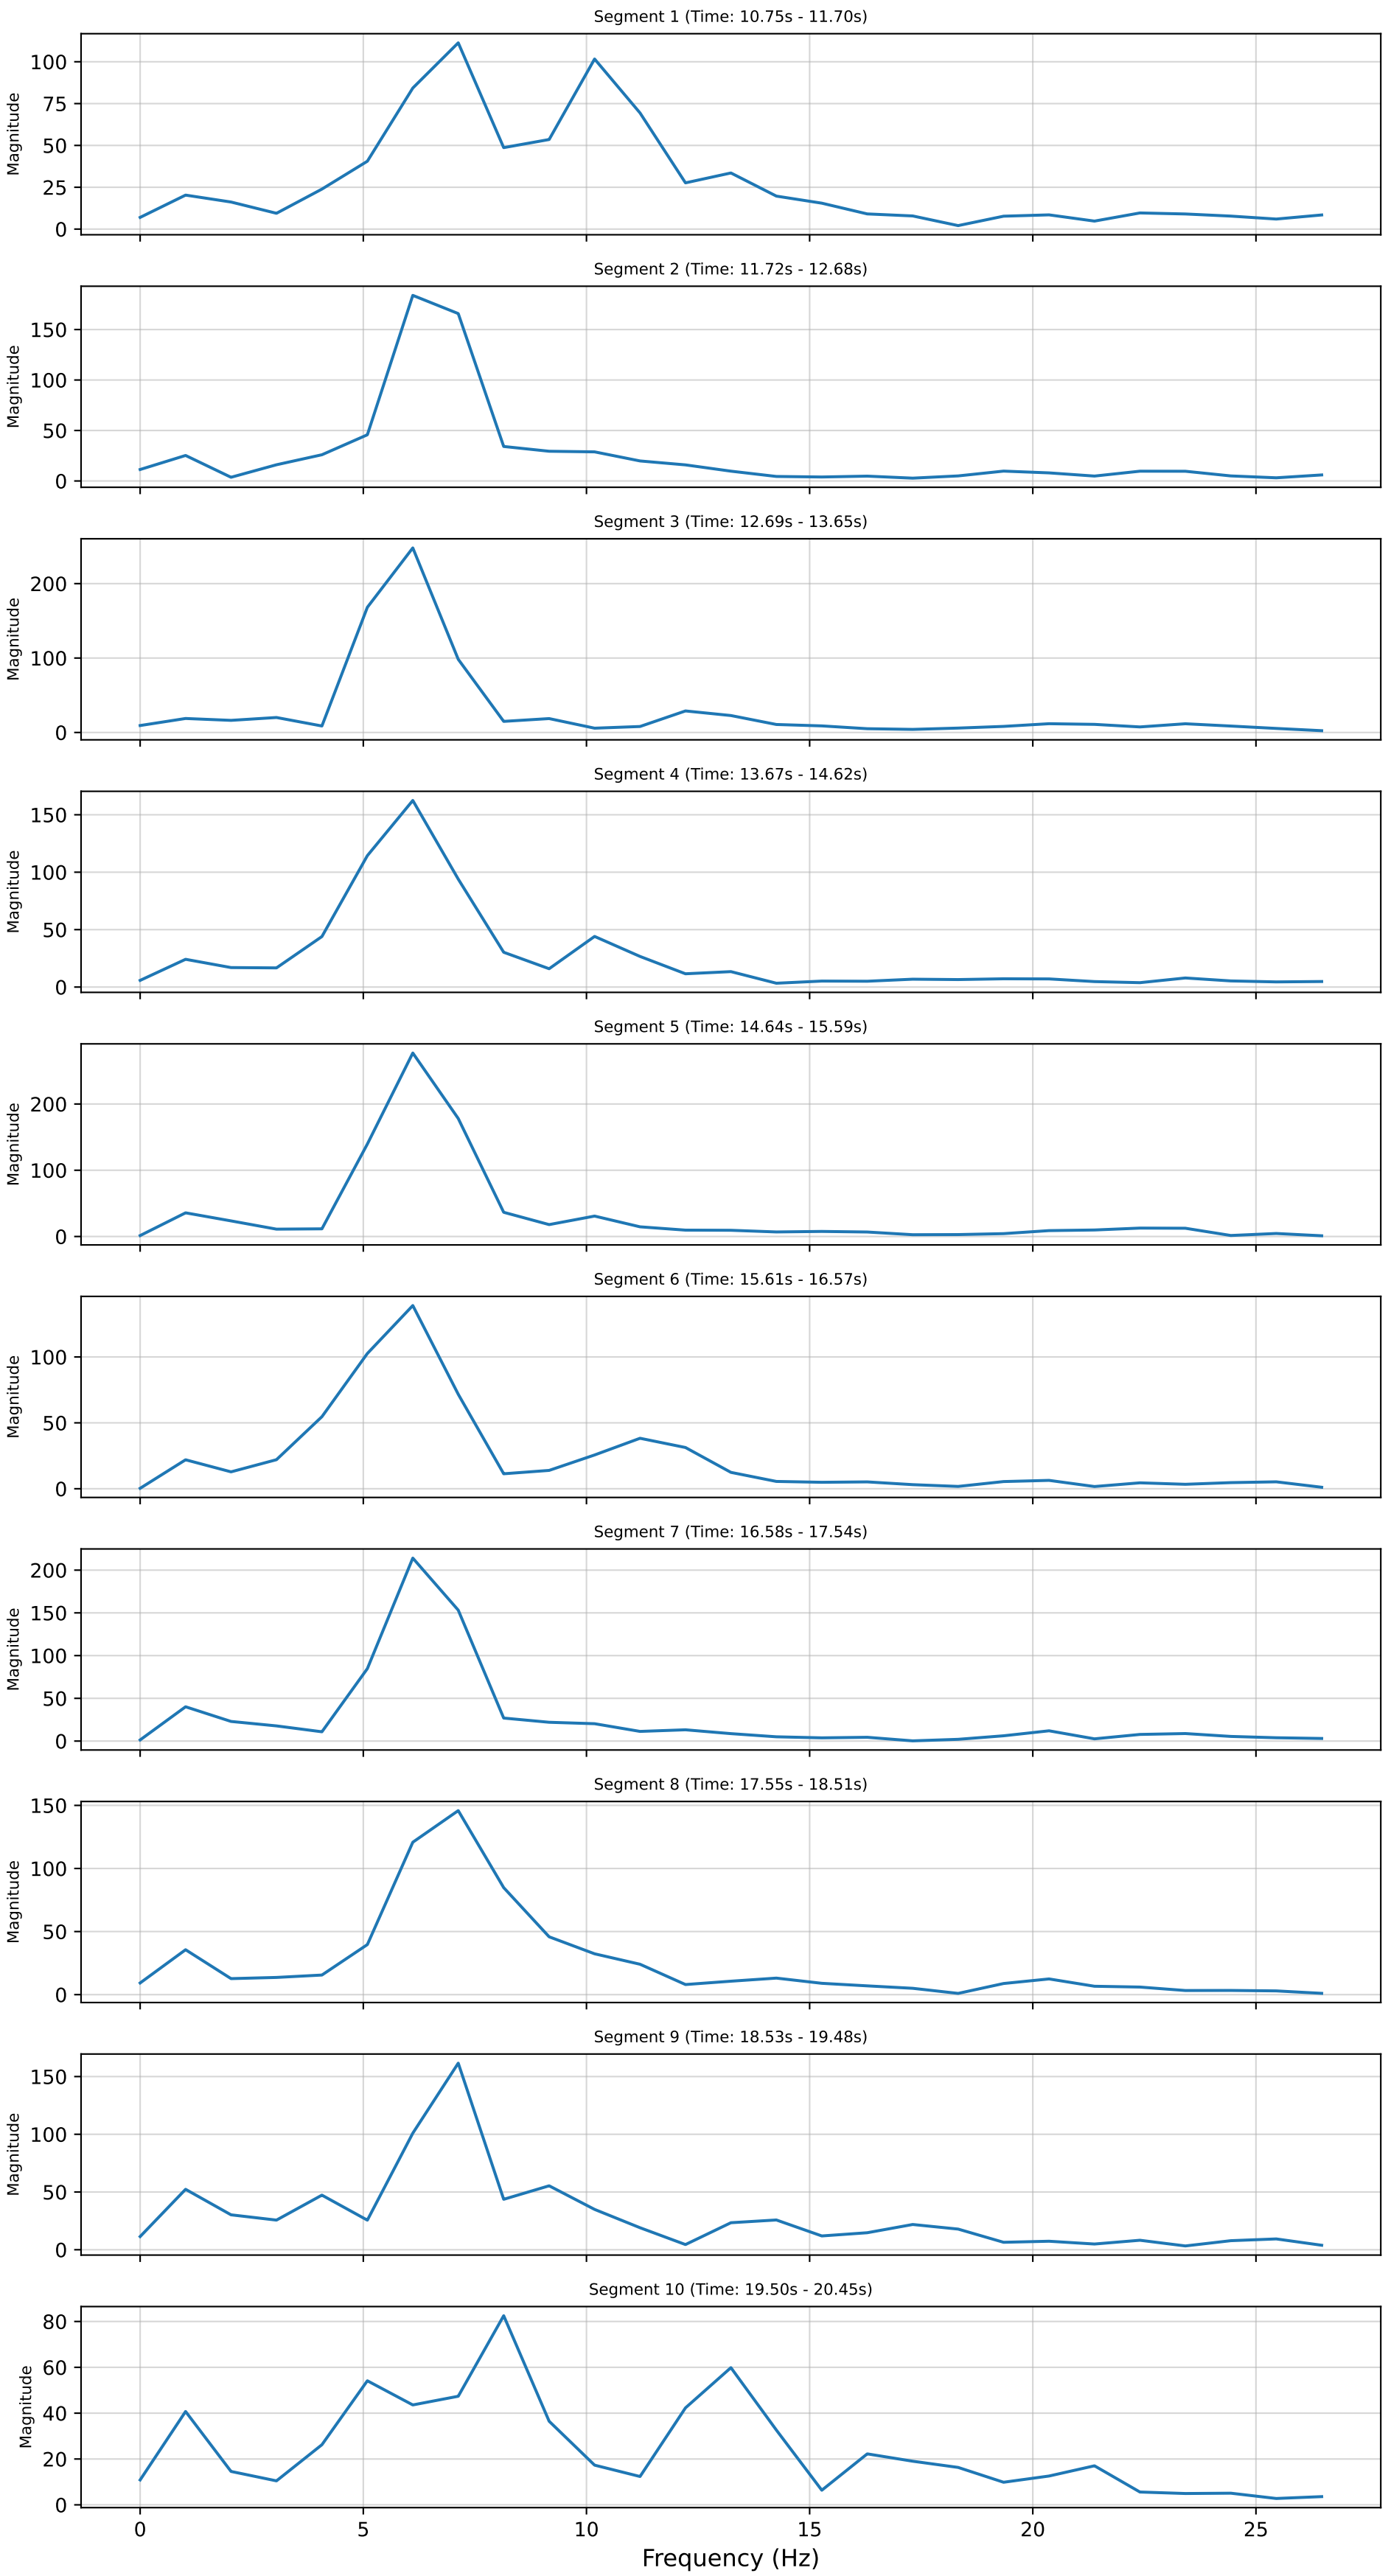 Segment 1 (Time: 10.75s - 11.70s)
Magnitude
100
75
50
25
0
Segment 2 (Time: 11.72s - 12.68s)
Magnitude
150
100
50
0
Segment 3 (Time: 12.69s - 13.65s)
Magnitude
200
100
0
Segment 4 (Time: 13.67s - 14.62s)
Magnitude
150
100
50
0
Segment 5 (Time: 14.64s - 15.59s)
Magnitude
200
100
0
Segment 6 (Time: 15.61s - 16.57s)
Magnitude
100
50
0
Segment 7 (Time: 16.58s - 17.54s)
Magnitude
200
150
100
50
0
Segment 8 (Time: 17.55s - 18.51s)
Magnitude
150
100
50
0
Segment 9 (Time: 18.53s - 19.48s)
Magnitude
150
100
50
0
Segment 10 (Time: 19.50s - 20.45s)
Magnitude
80
60
40
20
0
0 5 10 15 20 25
Frequency (Hz)